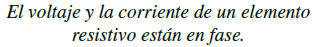 El voltaje y la corriente de un elemento
resistivo están en fase.